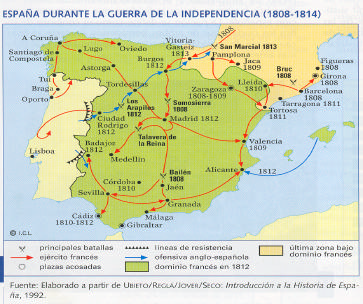 ESPAÑA DURANTE LA GUERRA DE LA INDEPENDENCIA (1808-1814)
A Coruña
Lugo
Oviedo
Santiago de
Compostela
Astorga
Burgos
1812
Vitoria-
Gasteiz
1813
1808
San Marcial 1813
Pamplona
Jaca
1809
Bruc
1808
Figueras
1808
Girona
1808
Tui
Braga
Oporto
Tordesillas
Zaragoza
1808-1809
Lleida
1810
Barcelona
1808
Tarragona 1811
Los
Arapiles
1812
Somosierra
1808
Tortosa
1811
Ciudad
Rodrigo
1812
Madrid 1812
Talavera de
la Reina
Lisboa
Badajoz
1812
Medellín
Valencia
1809
Alicante
1812
Bailén
1808
Córdoba
1810
Jaén
Sevilla
Granada
Cádiz
1810-1812
Málaga
Gibraltar
© I.G.L.
principales batallas
líneas de resistencia
última zona bajo
dominio francés
ejército francés
ofensiva anglo-española
plazas acosadas
dominio francés en 1812
Fuente: Elaborado a partir de UBIETO/REGLA/JOVER/SECO: Introducción a la Historia de Espa-
ña, 1992.